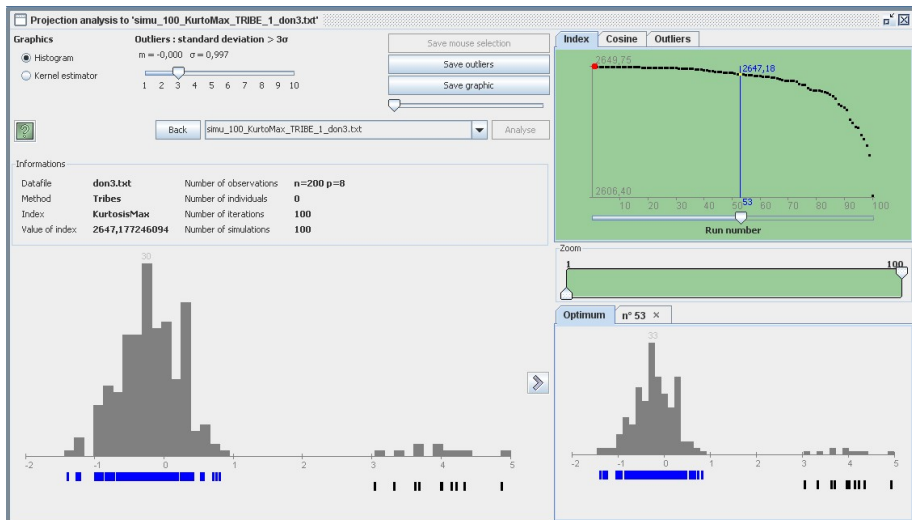 Projection analysis to 'simu_100_KurtoMax_TRIBE_1_don3.txt'
Graphics
Histogram
Kernel estimator
Outliers : standard deviation > 3σ
m = -0,000 σ = 0,997
1 2 3 4 5 6 7 8 9 10
Save mouse selection
Save outliers
Save graphic
Back
simu_100_KurtoMax_TRIBE_1_don3.txt
Analyse
Informations
Datafile don3.txt Number of observations n=200 p=8
Method Tribes Number of individuals 0
Index KurtosisMax Number of iterations 100
Value of index 2647,177246094 Number of simulations 100
30
-2 -1 0 1 2 3 4 5
Index Cosine Outliers
2649,75
2647,18
2606,40
53
10 20 30 40 50 60 70 80 90 100
Run number
Zoom
1 100
Optimum n° 53 ×
33
-2 -1 0 1 2 3 4 5